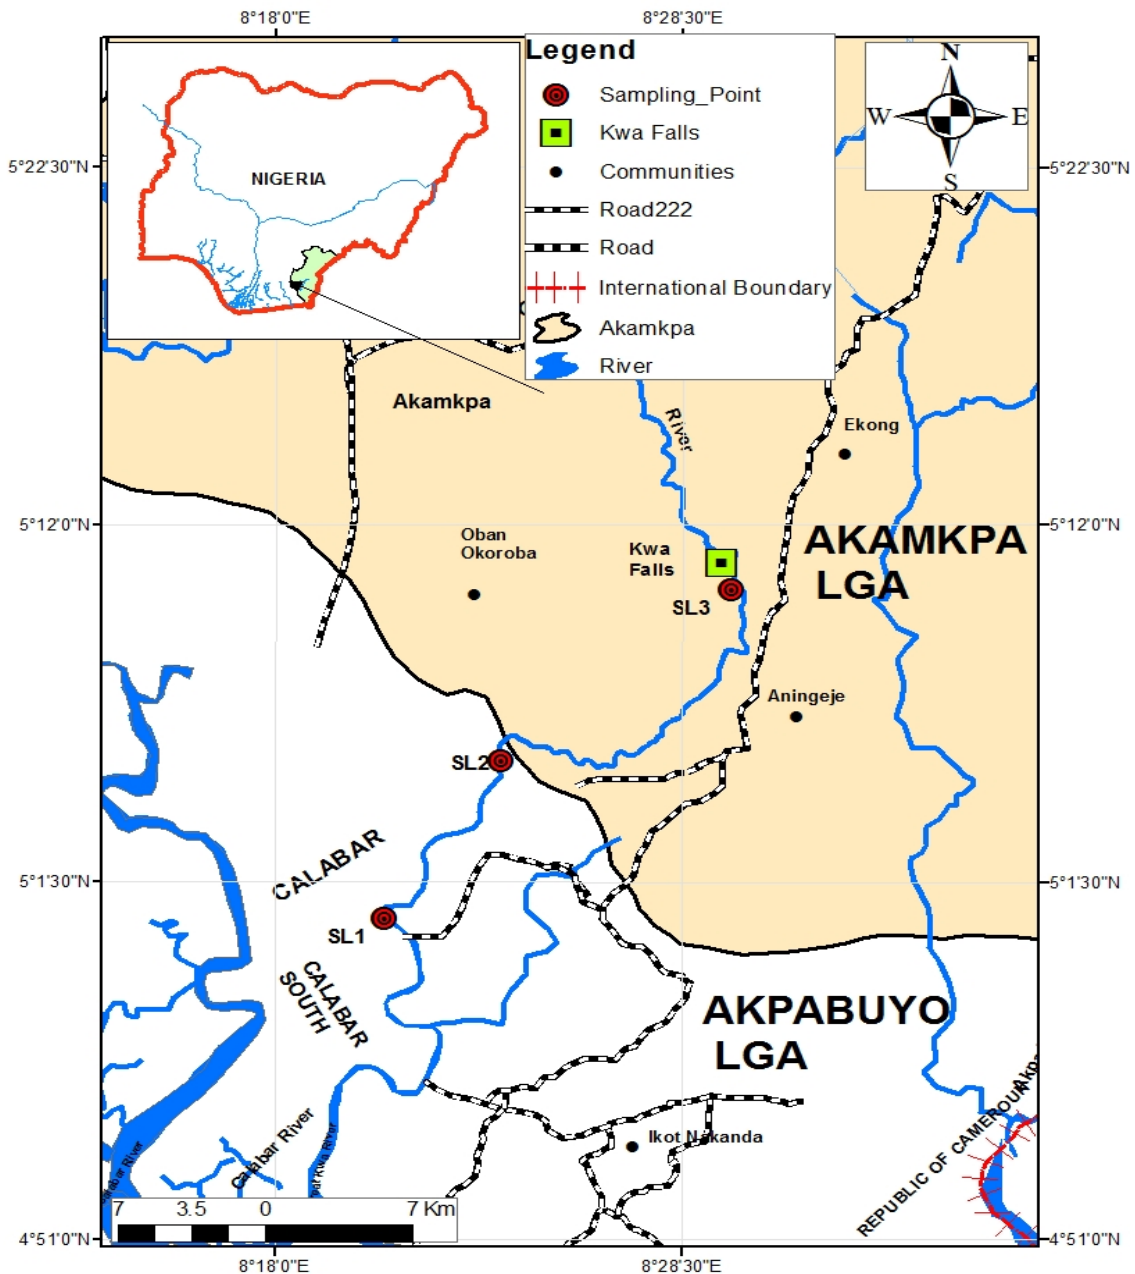 8°18'0"E
8°28'30"E
Legend
Sampling_Point
Kwa Falls
Communities
Road222
Road
International Boundary
Akamkpa
River
N
W
E
S
NIGERIA
5°22'30"N
5°22'30"N
Akamkpa
River
Ekong
5°12'0"N
5°12'0"N
Oban
Okoroba
Kwa
Falls
AKAMKPA
LGA
SL3
Aningeje
SL2
CALABAR
5°1'30"N
5°1'30"N
SL1
CALABAR
SOUTH
AKPABUYO
LGA
REPUBLIC OF CAMEROUN
Calabar River
Kwa River
Ikot Nakanda
7
3.5
0
7 Km
4°51'0"N
4°51'0"N
8°18'0"E
8°28'30"E